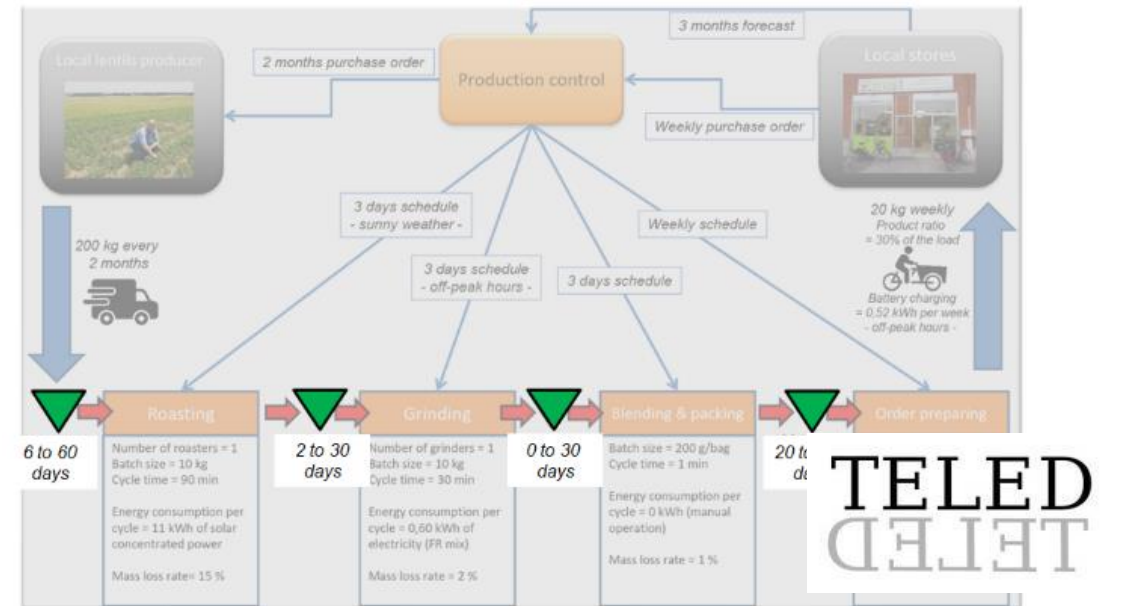 3 months forecast
Local lentils producer
2 months purchase order
Production control
Local stores
Weekly purchase order
3 days schedule
- sunny weather -
Weekly schedule
20 kg weekly
Product ratio
= 30% of the load
200 kg every
2 months
3 days schedule
- off-peak hours -
3 days schedule
Battery charging
= 0,52 kWh per week
- off-peak hours -
Roasting
Grinding
Blending & packing
Order preparing
6 to 60
days
Number of roasters = 1
Batch size = 10 kg
Cycle time = 90 min
Energy consumption per
cycle = 11 kWh of solar
concentrated power
Mass loss rate= 15 %
2 to 30
days
Number of grinders = 1
Batch size = 10 kg
Cycle time = 30 min
Energy consumption per
cycle = 0,60 kWh of
electricity (FR mix)
Mass loss rate = 2 %
0 to 30
days
Batch size = 200 g/bag
Cycle time = 1 min
Energy consumption per
cycle = 0 kWh (manual
operation)
Mass loss rate = 1 %
20
TELED
TELED